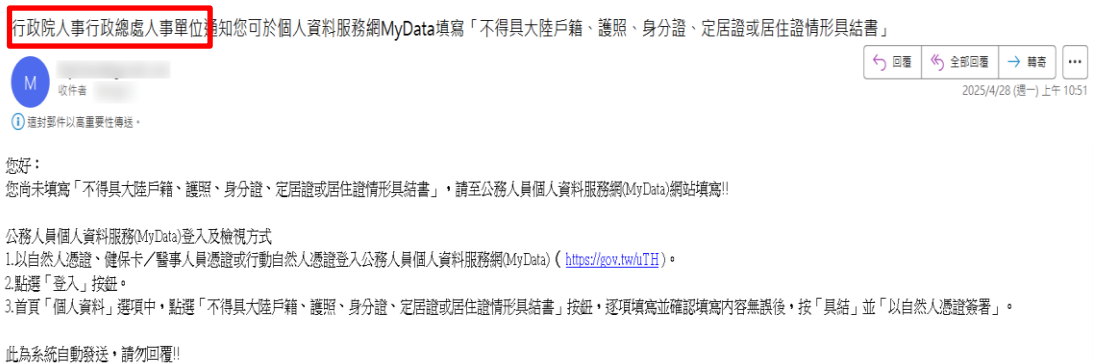 行政院人事行政總處人事單位通知您可於個人資料服務網MyData填寫「不得具大陸戶籍、護照、身分證、定居證或居住證情形具結書」
回覆
全部回覆
轉寄
M
收件者
2025/4/28 (週一) 上午 10:51
這封郵件以高重要性傳送。
您好：
您尚未填寫「不得具大陸戶籍、護照、身分證、定居證或居住證情形具結書」，請至公務人員個人資料服務網(MyData)網站填寫!!
公務人員個人資料服務(MyData)登入及檢視方式
1.以自然人憑證、健保卡／醫事人員憑證或行動自然人憑證登入公務人員個人資料服務網(MyData)（https://gov.tw/uTH）。
2.點選「登入」按鈕。
3.首頁「個人資料」選項中，點選「不得具大陸戶籍、護照、身分證、定居證或居住證情形具結書」按鈕，逐項填寫並確認填寫內容無誤後，按「具結」並「以自然人憑證簽署」。
此為系統自動發送，請勿回覆!!